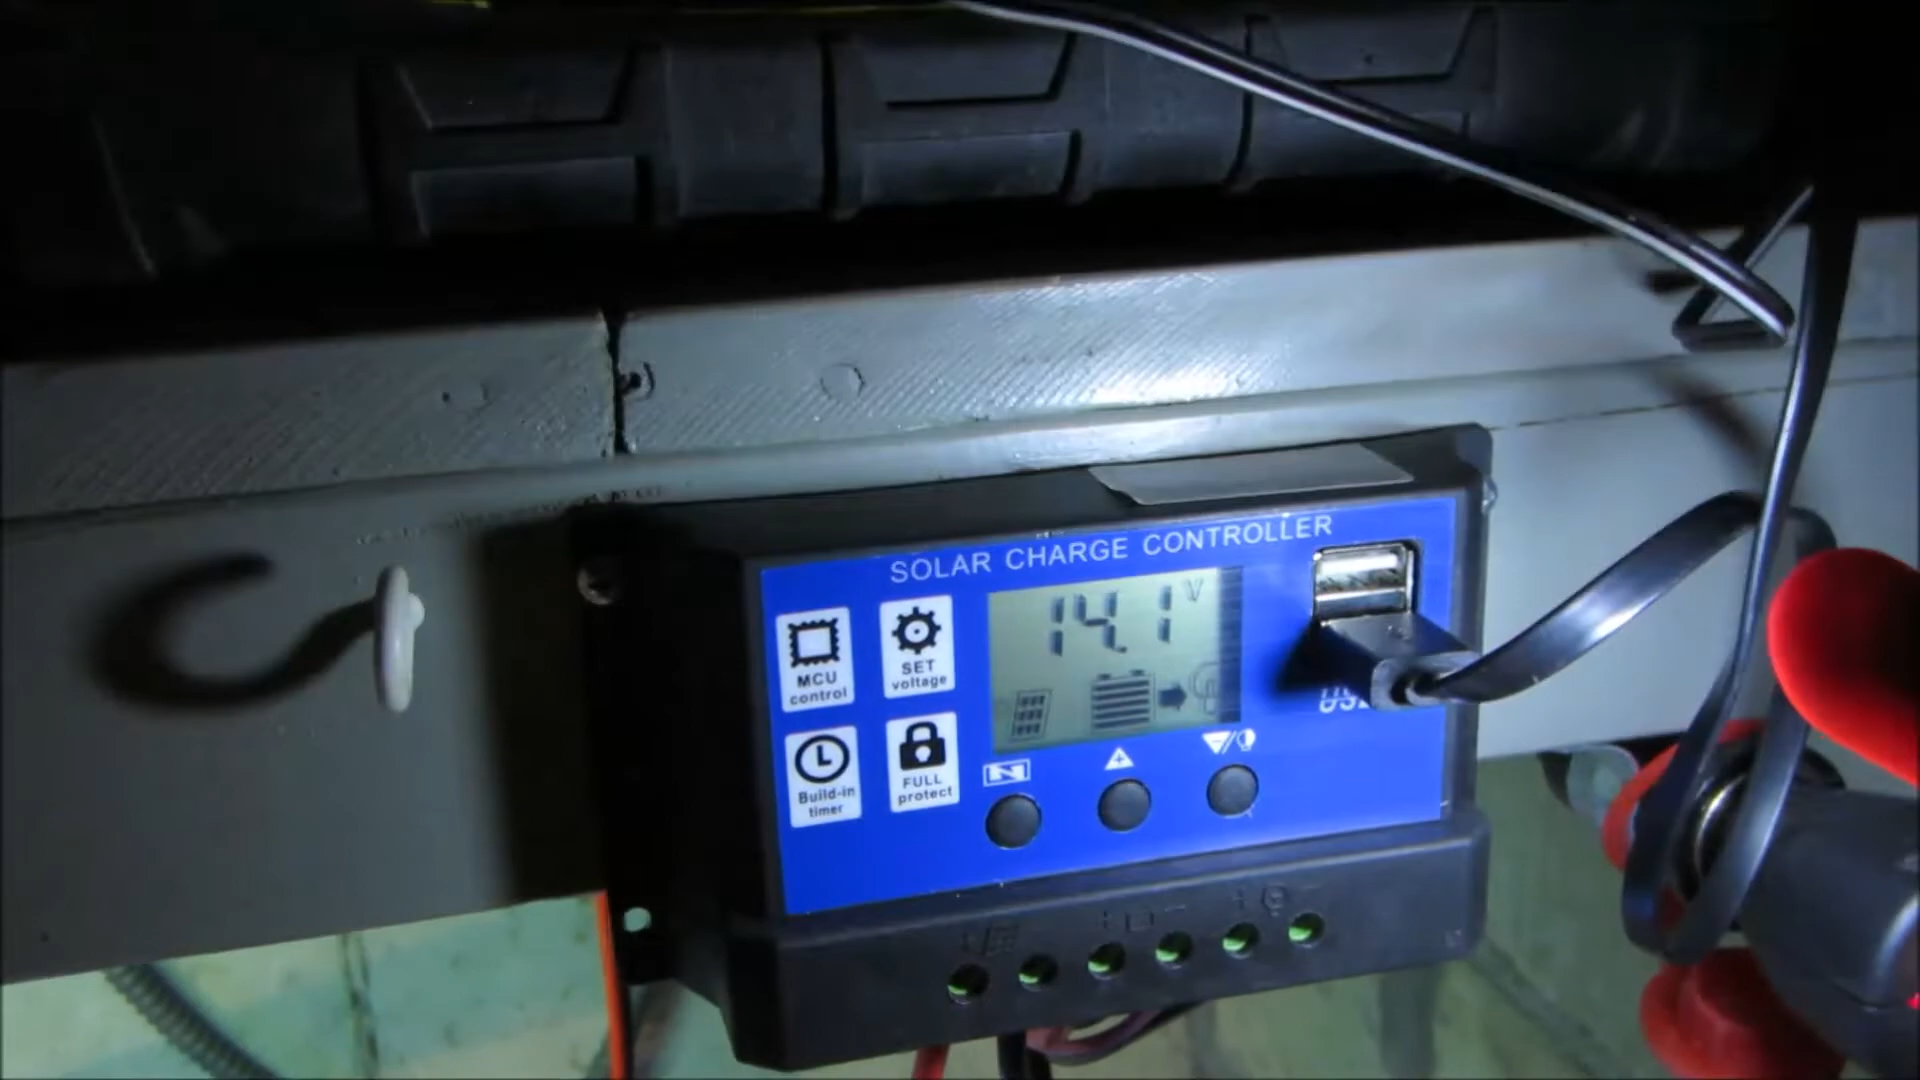 SOLAR CHARGE CONTROLLER
14.1 V
MCU
control
SET
voltage
Build-in
timer
FULL
protect